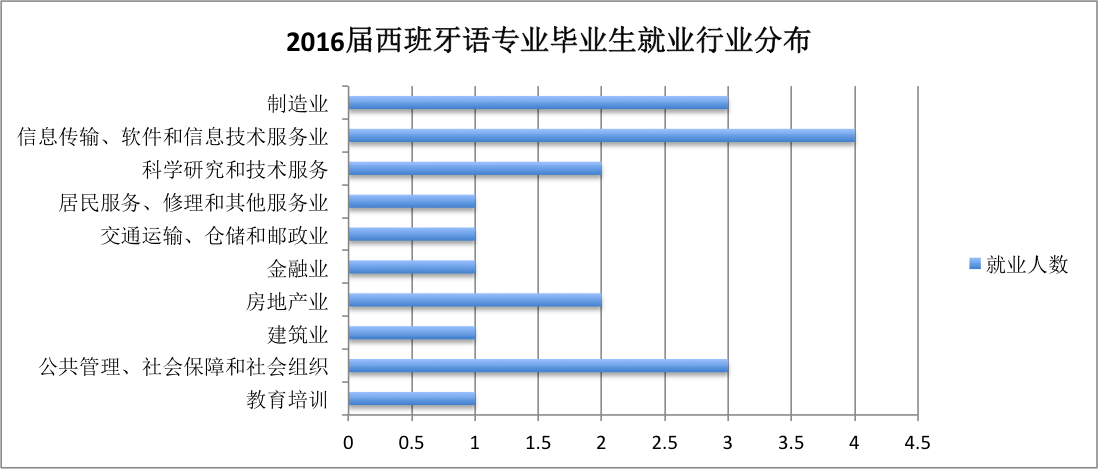 2016届西班牙语专业毕业生就业行业分布
制造业
信息传输、软件和信息技术服务业
科学研究和技术服务
居民服务、修理和其他服务业
交通运输、仓储和邮政业
金融业
房地产业
建筑业
公共管理、社会保障和社会组织
教育培训
就业人数
0 0.5 1 1.5 2 2.5 3 3.5 4 4.5